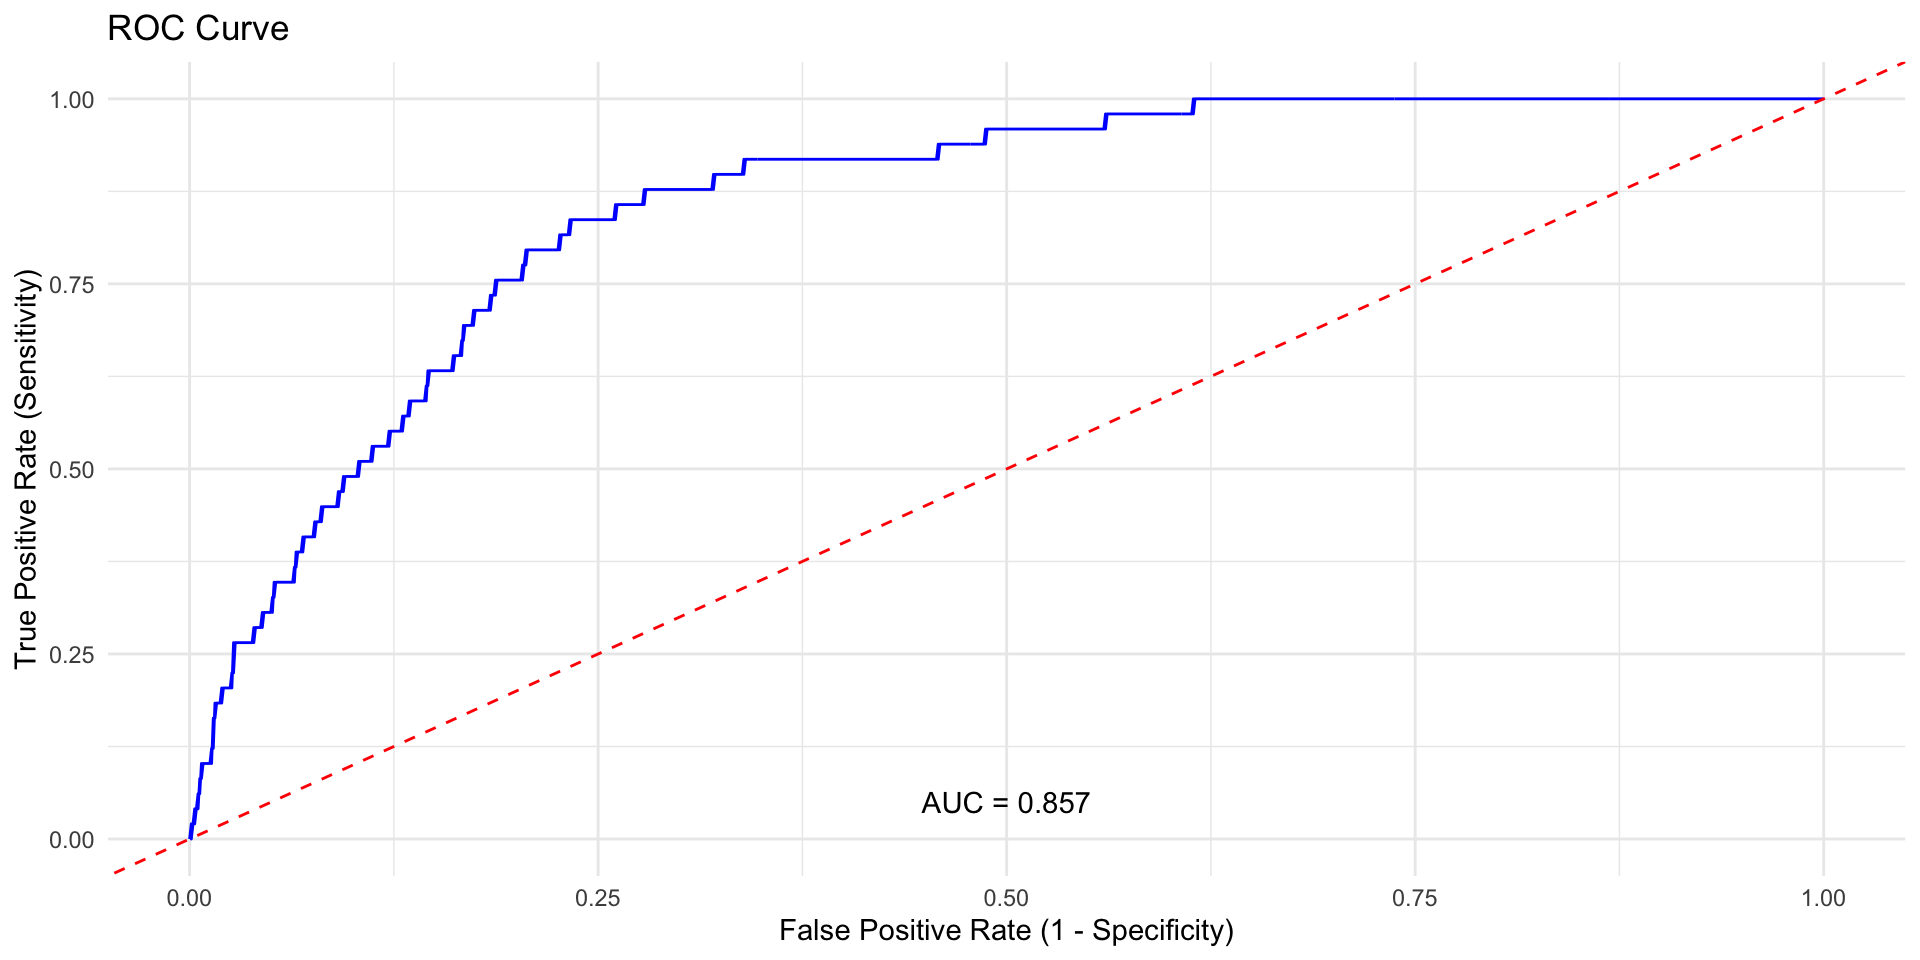 ROC Curve
True Positive Rate (Sensitivity)
1.00
0.75
0.50
0.25
0.00
AUC = 0.857
0.00 0.25 0.50 0.75 1.00
False Positive Rate (1 - Specificity)